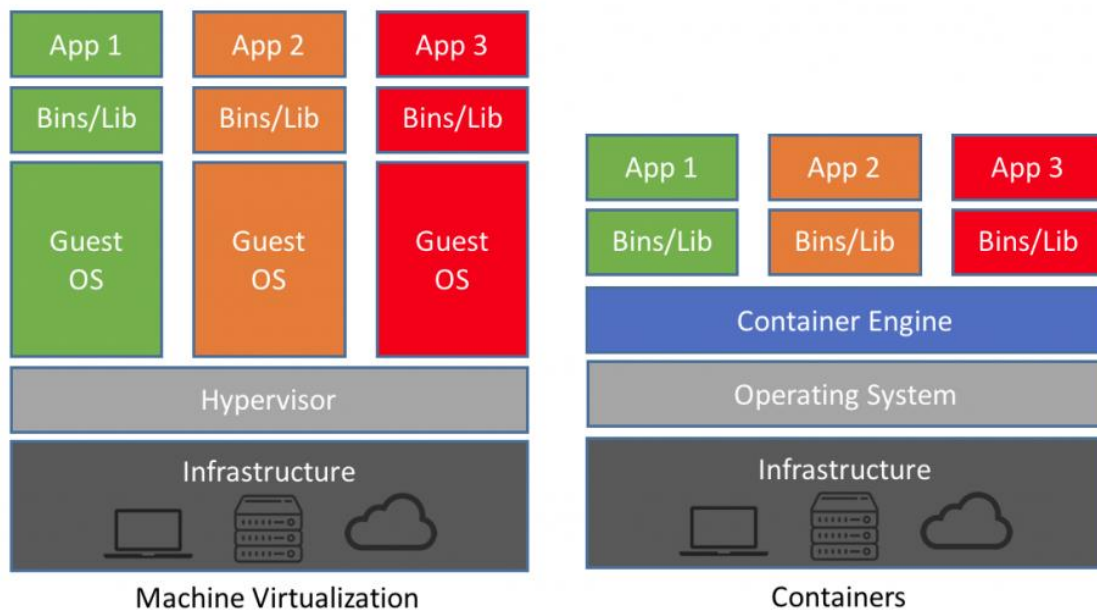 App 1
App 2
App 3
Bins/Lib
Bins/Lib
Bins/Lib
Guest
OS
Guest
OS
Guest
OS
Hypervisor
Infrastructure
Machine Virtualization
App 1
App 2
App 3
Bins/Lib
Bins/Lib
Bins/Lib
Container Engine
Operating System
Infrastructure
Containers